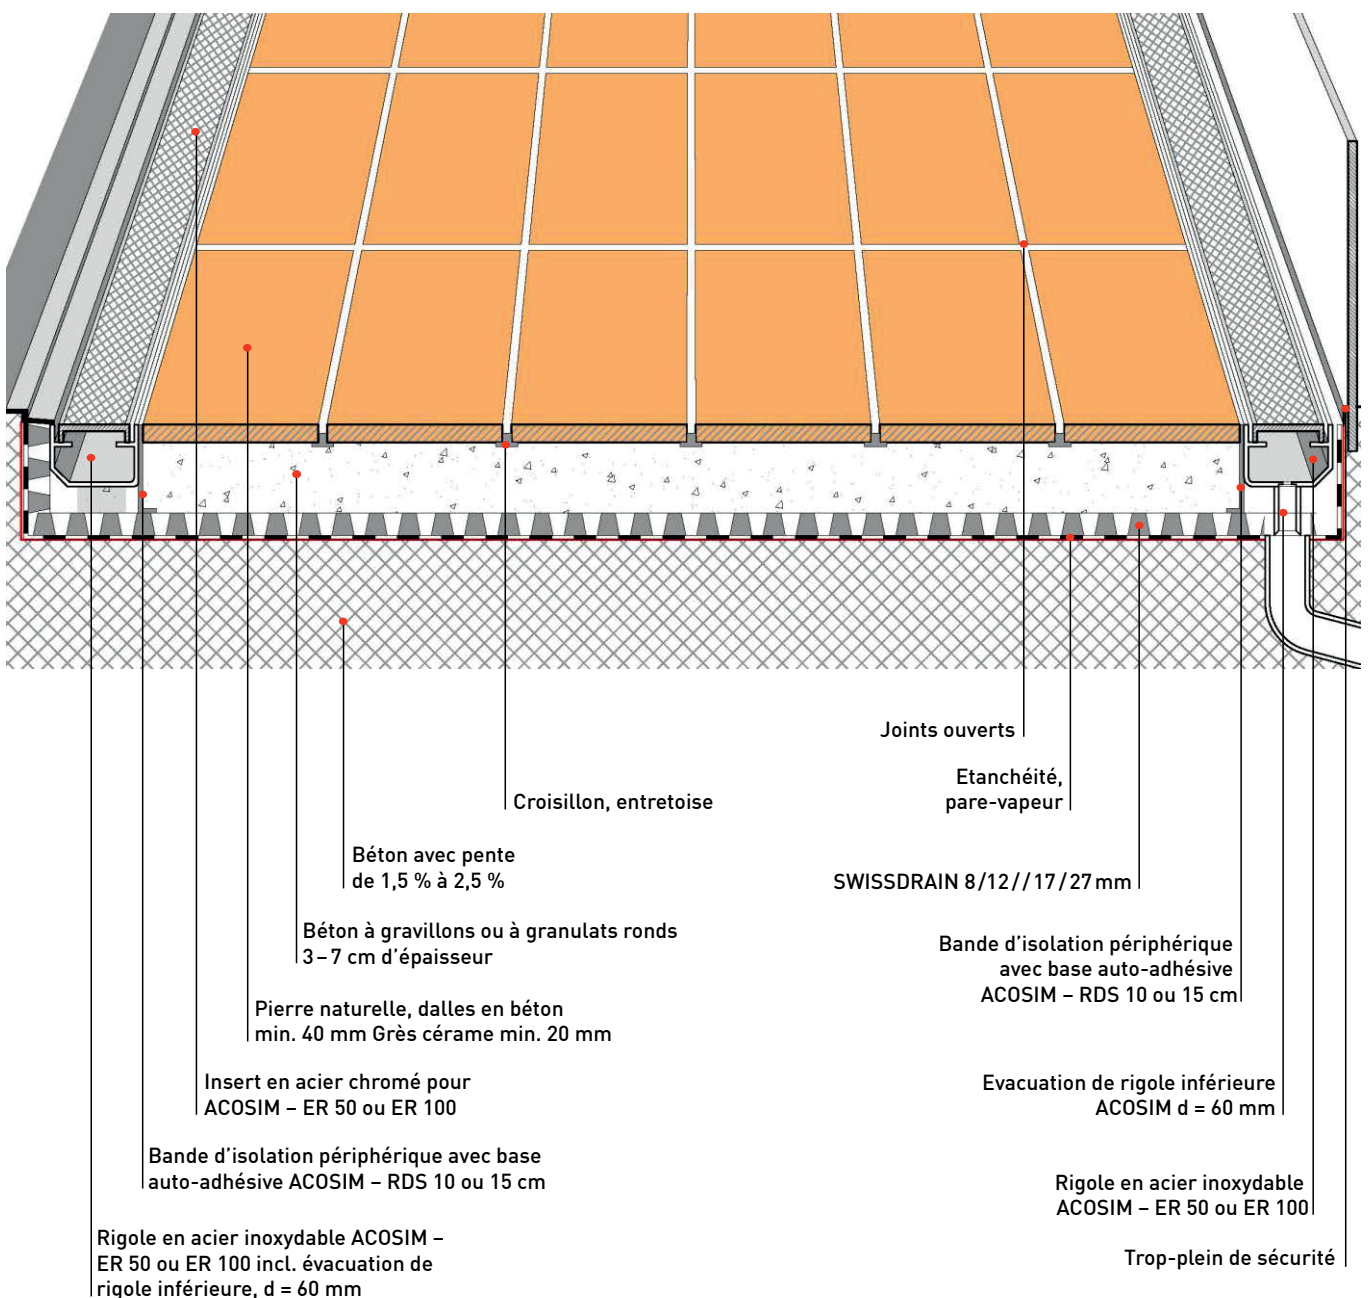 Joints ouverts
Etanchéité,
pare-vapeur
Croisillon, entretoise
Béton avec pente
de 1,5 % à 2,5 %
SWISSDRAIN 8/12//17/27 mm
Béton à gravillons ou à granulats ronds
3–7 cm d’épaisseur
Bande d’isolation périphérique
avec base auto-adhésive
ACOSIM – RDS 10 ou 15 cm
Pierre naturelle, dalles en béton
min. 40 mm Grès cérame min. 20 mm
Insert en acier chromé pour
ACOSIM – ER 50 ou ER 100
Evacuation de rigole inférieure
ACOSIM d = 60 mm
Bande d’isolation périphérique avec base
auto-adhésive ACOSIM – RDS 10 ou 15 cm
Rigole en acier inoxydable
ACOSIM – ER 50 ou ER 100
Rigole en acier inoxydable ACOSIM –
ER 50 ou ER 100 incl. évacuation de
rigole inférieure, d = 60 mm
Trop-plein de sécurité